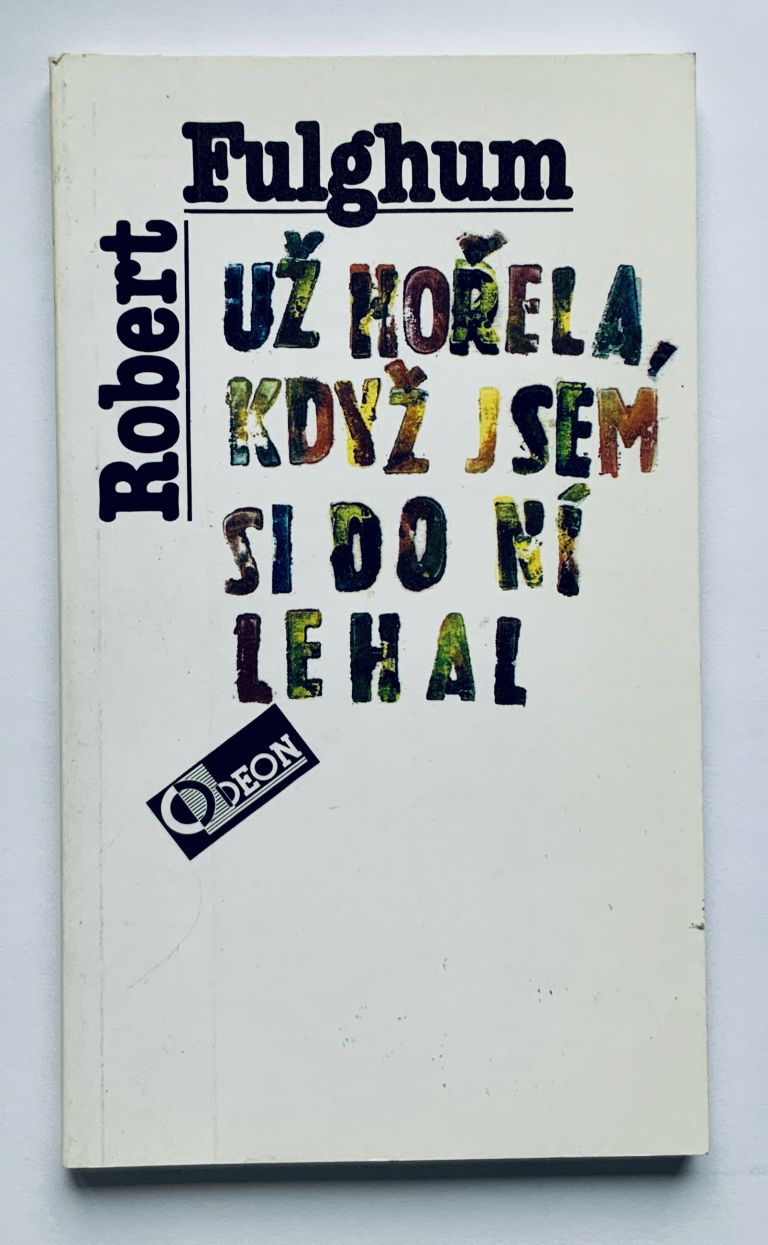 Robert
Fulghum
UŽ HOŘELA,
KDYŽ JSEM
SI DO NÍ
LEHAL
ODEON